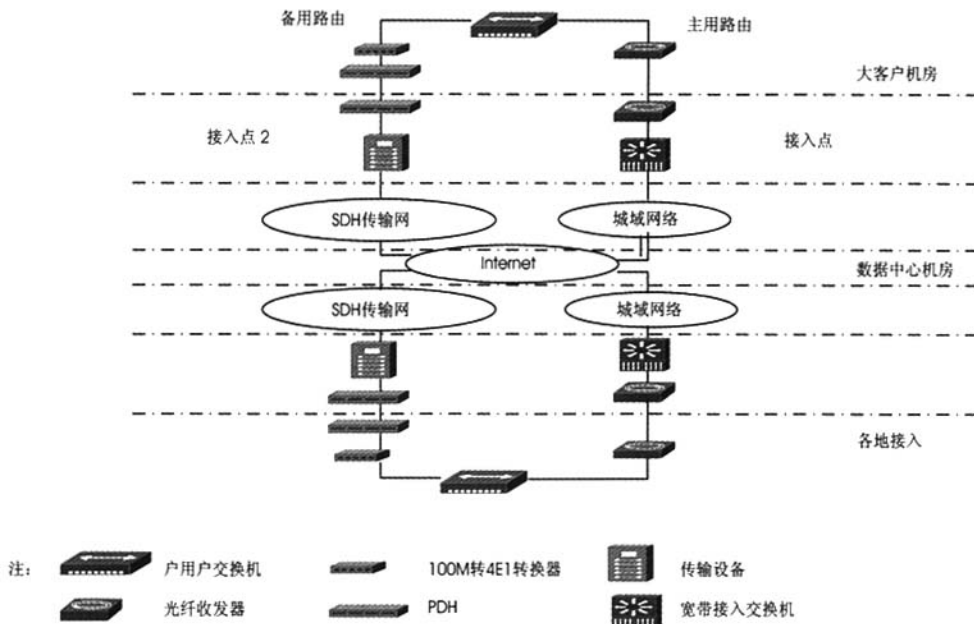 备用路由
主用路由
大客户机房
接入点 2
接入点
SDH传输网
城域网络
Internet
数据中心机房
SDH传输网
城域网络
各地接入
注:
户用户交换机
100M转4E1转换器
传输设备
光纤收发器
PDH
宽带接入交换机